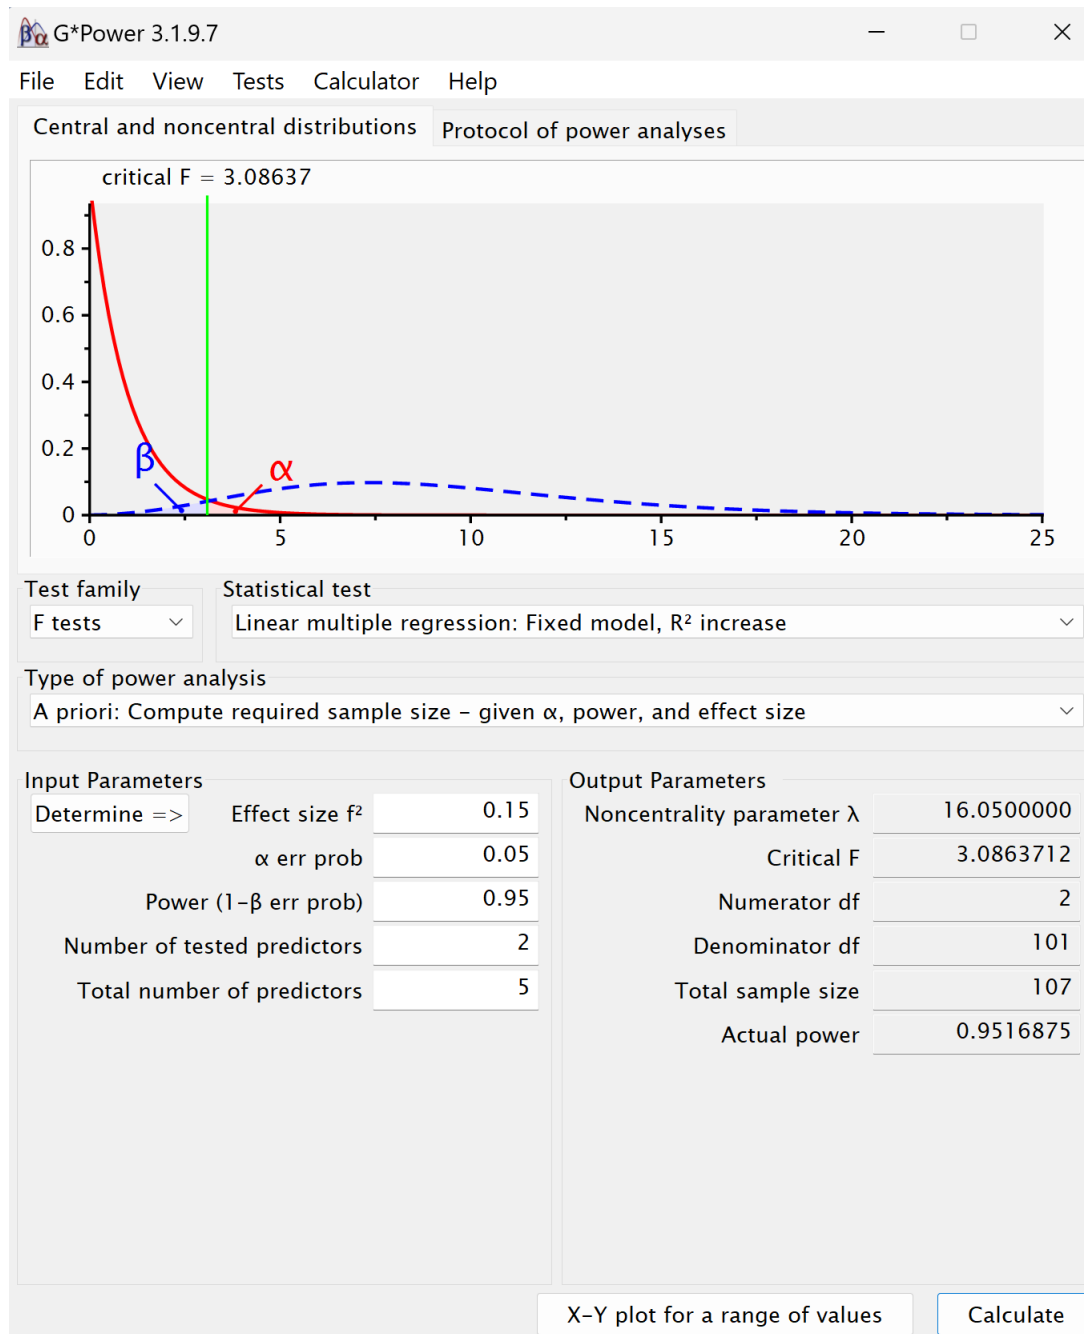 G*Power 3.1.9.7
File Edit View Tests Calculator Help
Central and noncentral distributions Protocol of power analyses
critical F = 3.08637
0.8
0.6
0.4
0.2
0
β α
0 5 10 15 20 25
Test family Statistical test
F tests Linear multiple regression: Fixed model, R² increase
Type of power analysis
A priori: Compute required sample size – given α, power, and effect size
Input Parameters Output Parameters
Determine => Effect size f² 0.15 Noncentrality parameter λ 16.0500000
α err prob 0.05 Critical F 3.0863712
Power (1–β err prob) 0.95 Numerator df 2
Number of tested predictors 2 Denominator df 101
Total number of predictors 5 Total sample size 107
Actual power 0.9516875
X–Y plot for a range of values Calculate